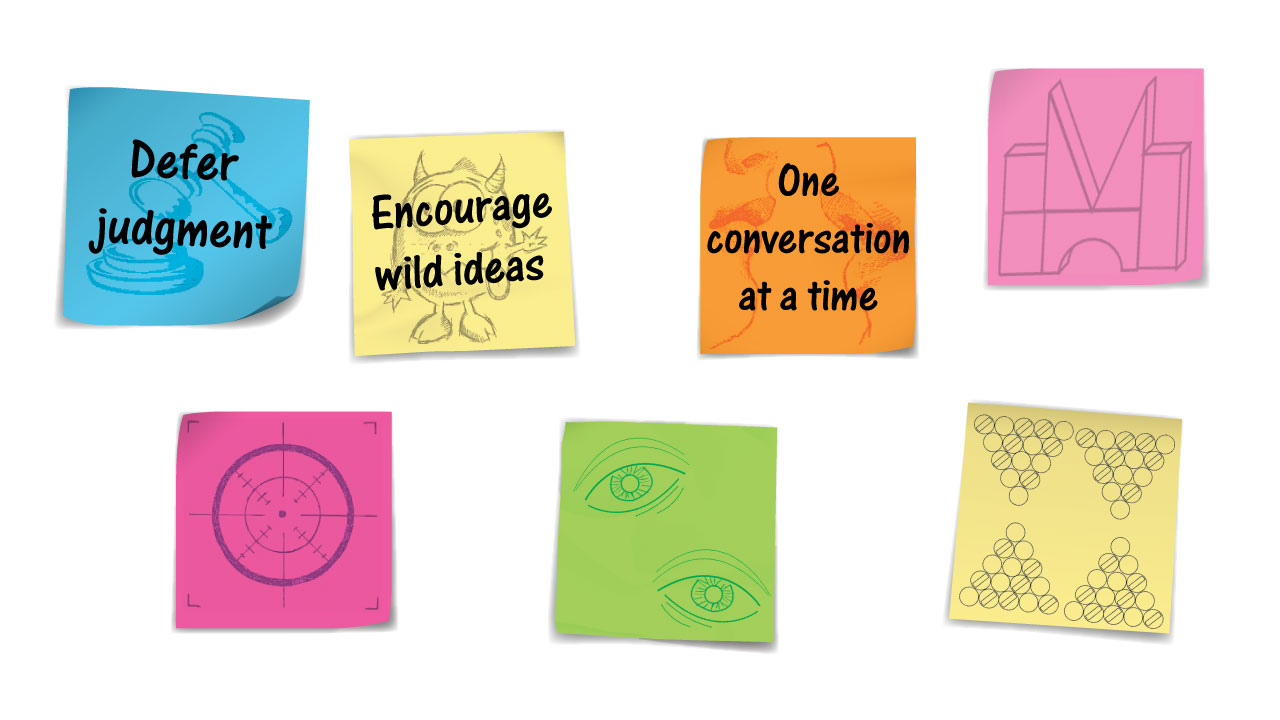 Defer
judgment
Encourage
wild ideas
One
conversation
at a time